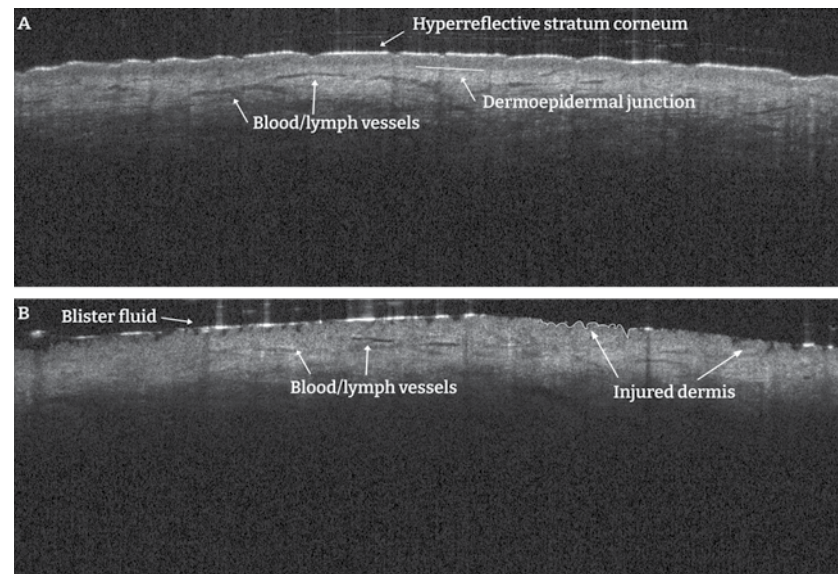 A
Hyperreflective stratum corneum
Dermoepidermal junction
Blood/lymph vessels
B
Blister fluid
Blood/lymph vessels
Injured dermis